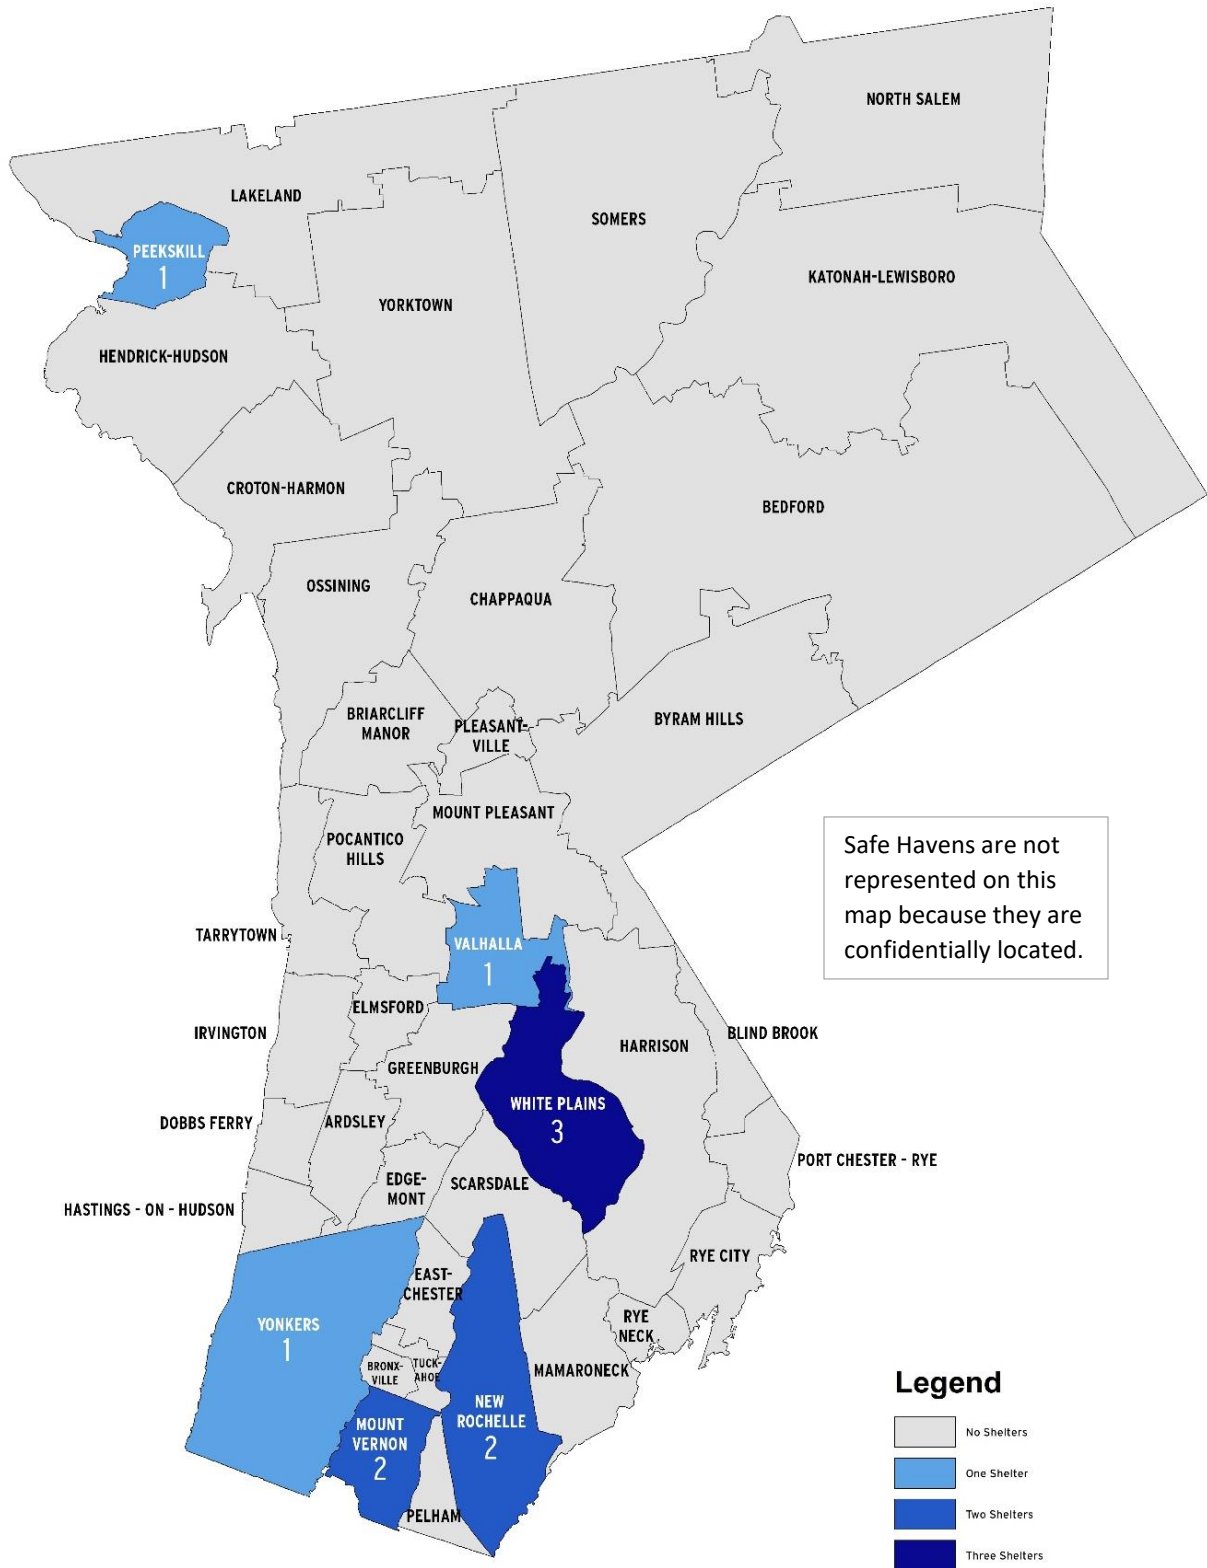 NORTH SALEM
LAKELAND
SOMERS
PEEKSKILL
1
KATONAH-LEWISBORO
YORKTOWN
HENDRICK-HUDSON
CROTON-HARMON
BEDFORD
OSSINING
CHAPPAQUA
BRIARCLIFF
MANOR
PLEASANT-
VILLE
BYRAM HILLS
MOUNT PLEASANT
POCANTICO
HILLS
Safe Havens are not
represented on this
map because they are
confidentially located.
TARRYTOWN
VALHALLA
1
ELMSFORD
IRVINGTON
BLIND BROOK
HARRISON
GREENBURGH
WHITE PLAINS
3
DOBBS FERRY
ARDSLEY
PORT CHESTER - RYE
EDGE-
MONT
SCARSDALE
HASTINGS - ON - HUDSON
RYE CITY
EAST-
CHESTER
YONKERS
1
RYE
NECK
BRONX-
VILLE
TUCK-
AHOE
MAMARONECK
NEW
ROCHELLE
2
MOUNT
VERNON
2
PELHAM
Legend
No Shelters
One Shelter
Two Shelters
Three Shelters